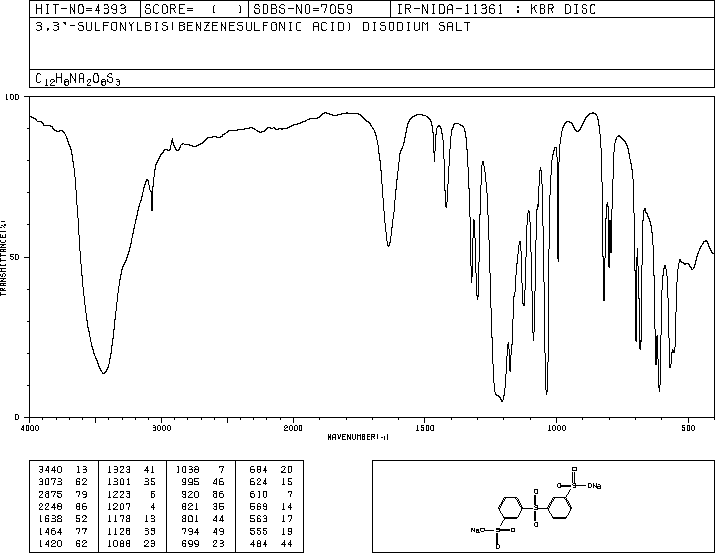 HIT-NO=4393 SCORE= ( ) SDBS-NO=7059 IR-NIDA-11361 : KBR DISC
3,3'-SULFONYLBIS(BENZENESULFONIC ACID) DISODIUM SALT
C12H8NA2O8S3
100
50
0
TRANSMITTANCE(%)
4000 3000 2000 1500 1000 500
WAVENUMBER(-1)
3440 13 1323 41 1038 7 684 20
3073 62 1301 35 995 46 624 15
2875 79 1223 6 920 86 610 7
2248 86 1207 4 821 35 569 14
1638 52 1178 13 801 44 563 17
1464 77 1128 33 794 49 555 19
1420 62 1088 23 699 23 484 44
O
O S ONa
O
O
S
O
NaO S O
O